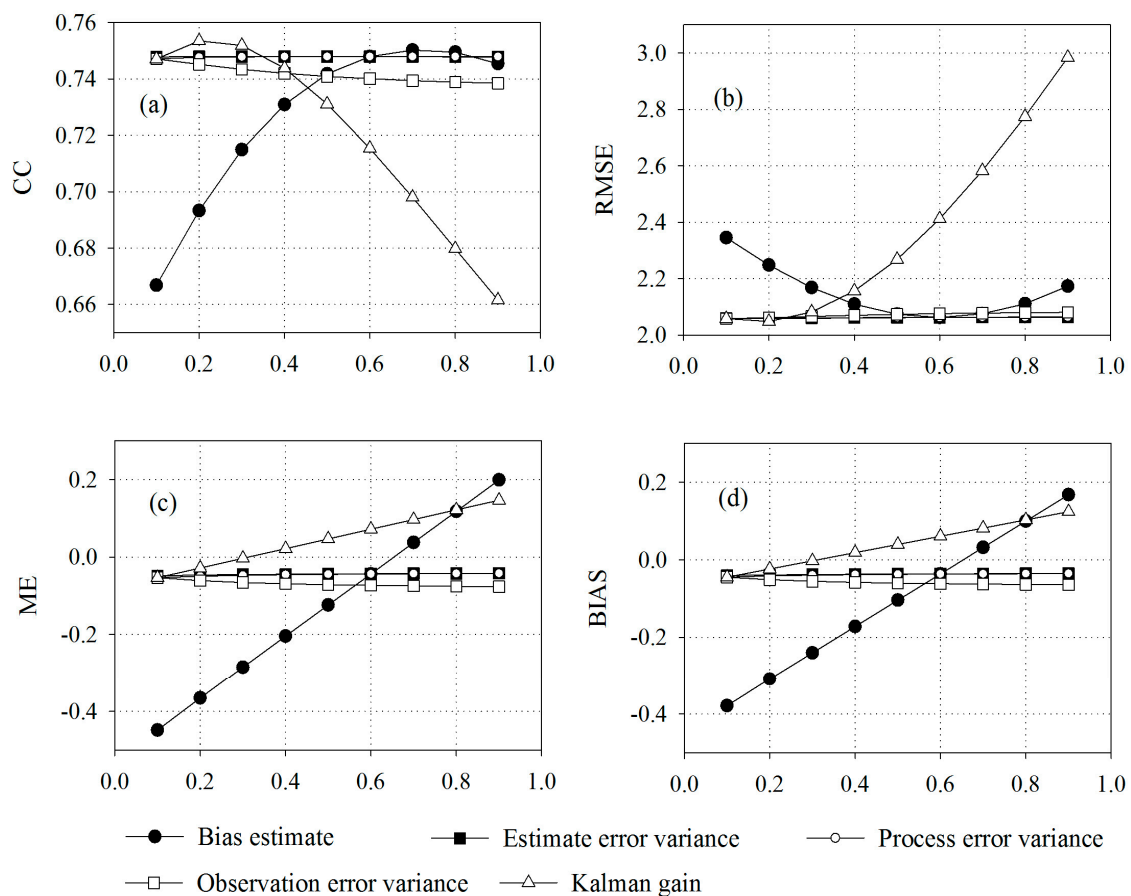 0.76
0.74
0.72
0.70
0.68
0.66
CC
(a)
0.0 0.2 0.4 0.6 0.8 1.0
3.0
2.8
2.6
2.4
2.2
2.0
RMSE
(b)
0.0 0.2 0.4 0.6 0.8 1.0
0.2
0.0
-0.2
-0.4
ME
(c)
0.0 0.2 0.4 0.6 0.8 1.0
0.2
0.0
-0.2
-0.4
BIAS
(d)
0.0 0.2 0.4 0.6 0.8 1.0
Bias estimate Estimate error variance Process error variance
Observation error variance Kalman gain